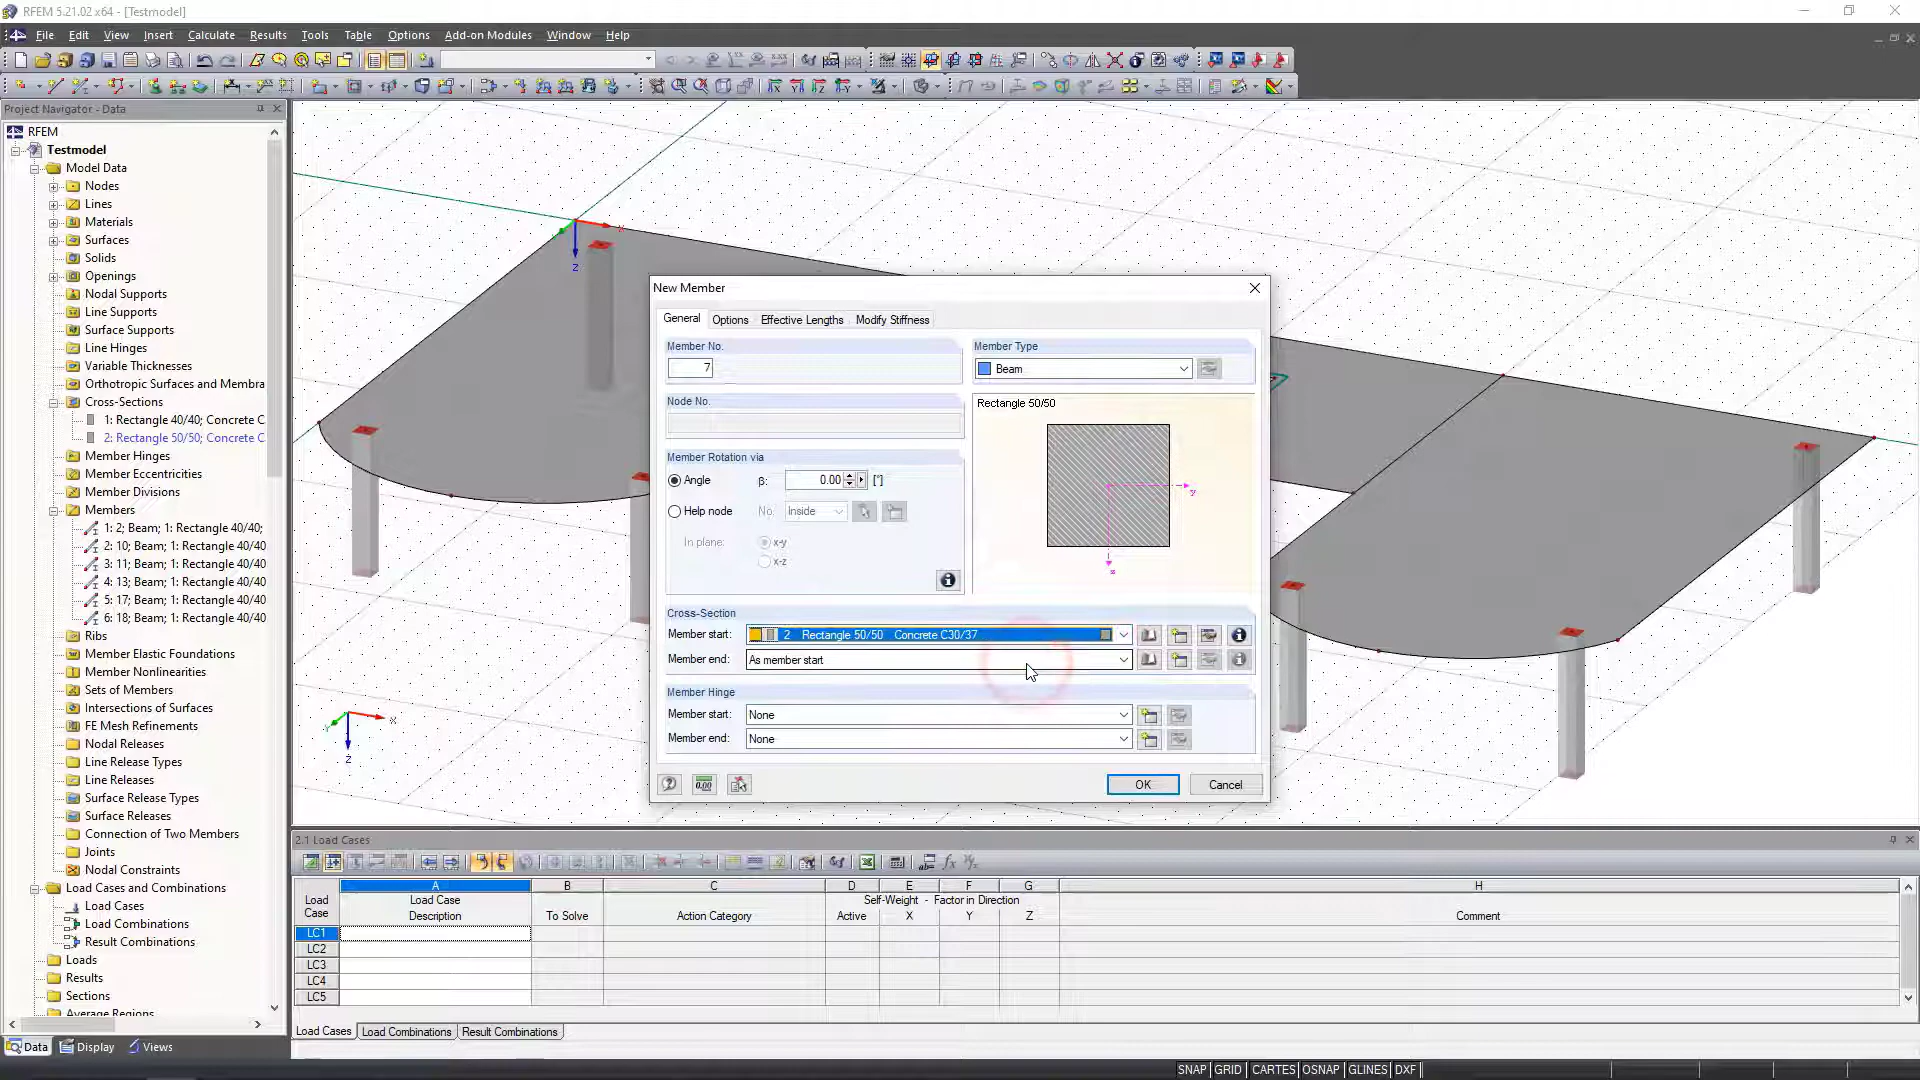 RFEM 5.21.02 x64 - [Testmodel]
File Edit View Insert Calculate Results Tools Table Options Add-on Modules Window Help
Project Navigator - Data
RFEM
Testmodel
Model Data
Nodes
Lines
Materials
Surfaces
Solids
Openings
Nodal Supports
Line Supports
Surface Supports
Line Hinges
Variable Thicknesses
Orthotropic Surfaces and Membra
Cross-Sections
1: Rectangle 40/40; Concrete C
2: Rectangle 50/50; Concrete C
Member Hinges
Member Eccentricities
Member Divisions
Members
1: 2; Beam; 1: Rectangle 40/40;
2: 10; Beam; 1: Rectangle 40/40
3: 11; Beam; 1: Rectangle 40/40
4: 13; Beam; 1: Rectangle 40/40
5: 17; Beam; 1: Rectangle 40/40
6: 18; Beam; 1: Rectangle 40/40
Ribs
Member Elastic Foundations
Member Nonlinearities
Sets of Members
Intersections of Surfaces
FE Mesh Refinements
Nodal Releases
Line Release Types
Line Releases
Surface Release Types
Surface Releases
Connection of Two Members
Joints
Nodal Constraints
Load Cases and Combinations
Load Cases
Load Combinations
Result Combinations
Loads
Results
Sections
Average Regions
Data Display Views
X
Z
X
Y
Z
New Member
General Options Effective Lengths Modify Stiffness
Member No.
7
Member Type
Beam
Node No.
Rectangle 50/50
Member Rotation via
Angle β: 0.00 [°]
Help node No. Inside
In plane: x-y
x-z
y
z
Cross-Section
Member start: 2 Rectangle 50/50 Concrete C30/37
Member end: As member start
Member Hinge
Member start: None
Member end: None
0.00
OK Cancel
2.1 Load Cases
fx
A B C D E F G H
Load Case Load Case Self-Weight - Factor in Direction
Description To Solve Action Category Active X Y Z Comment
LC1
LC2
LC3
LC4
LC5
Load Cases Load Combinations Result Combinations
SNAP GRID CARTES OSNAP GLINES DXF